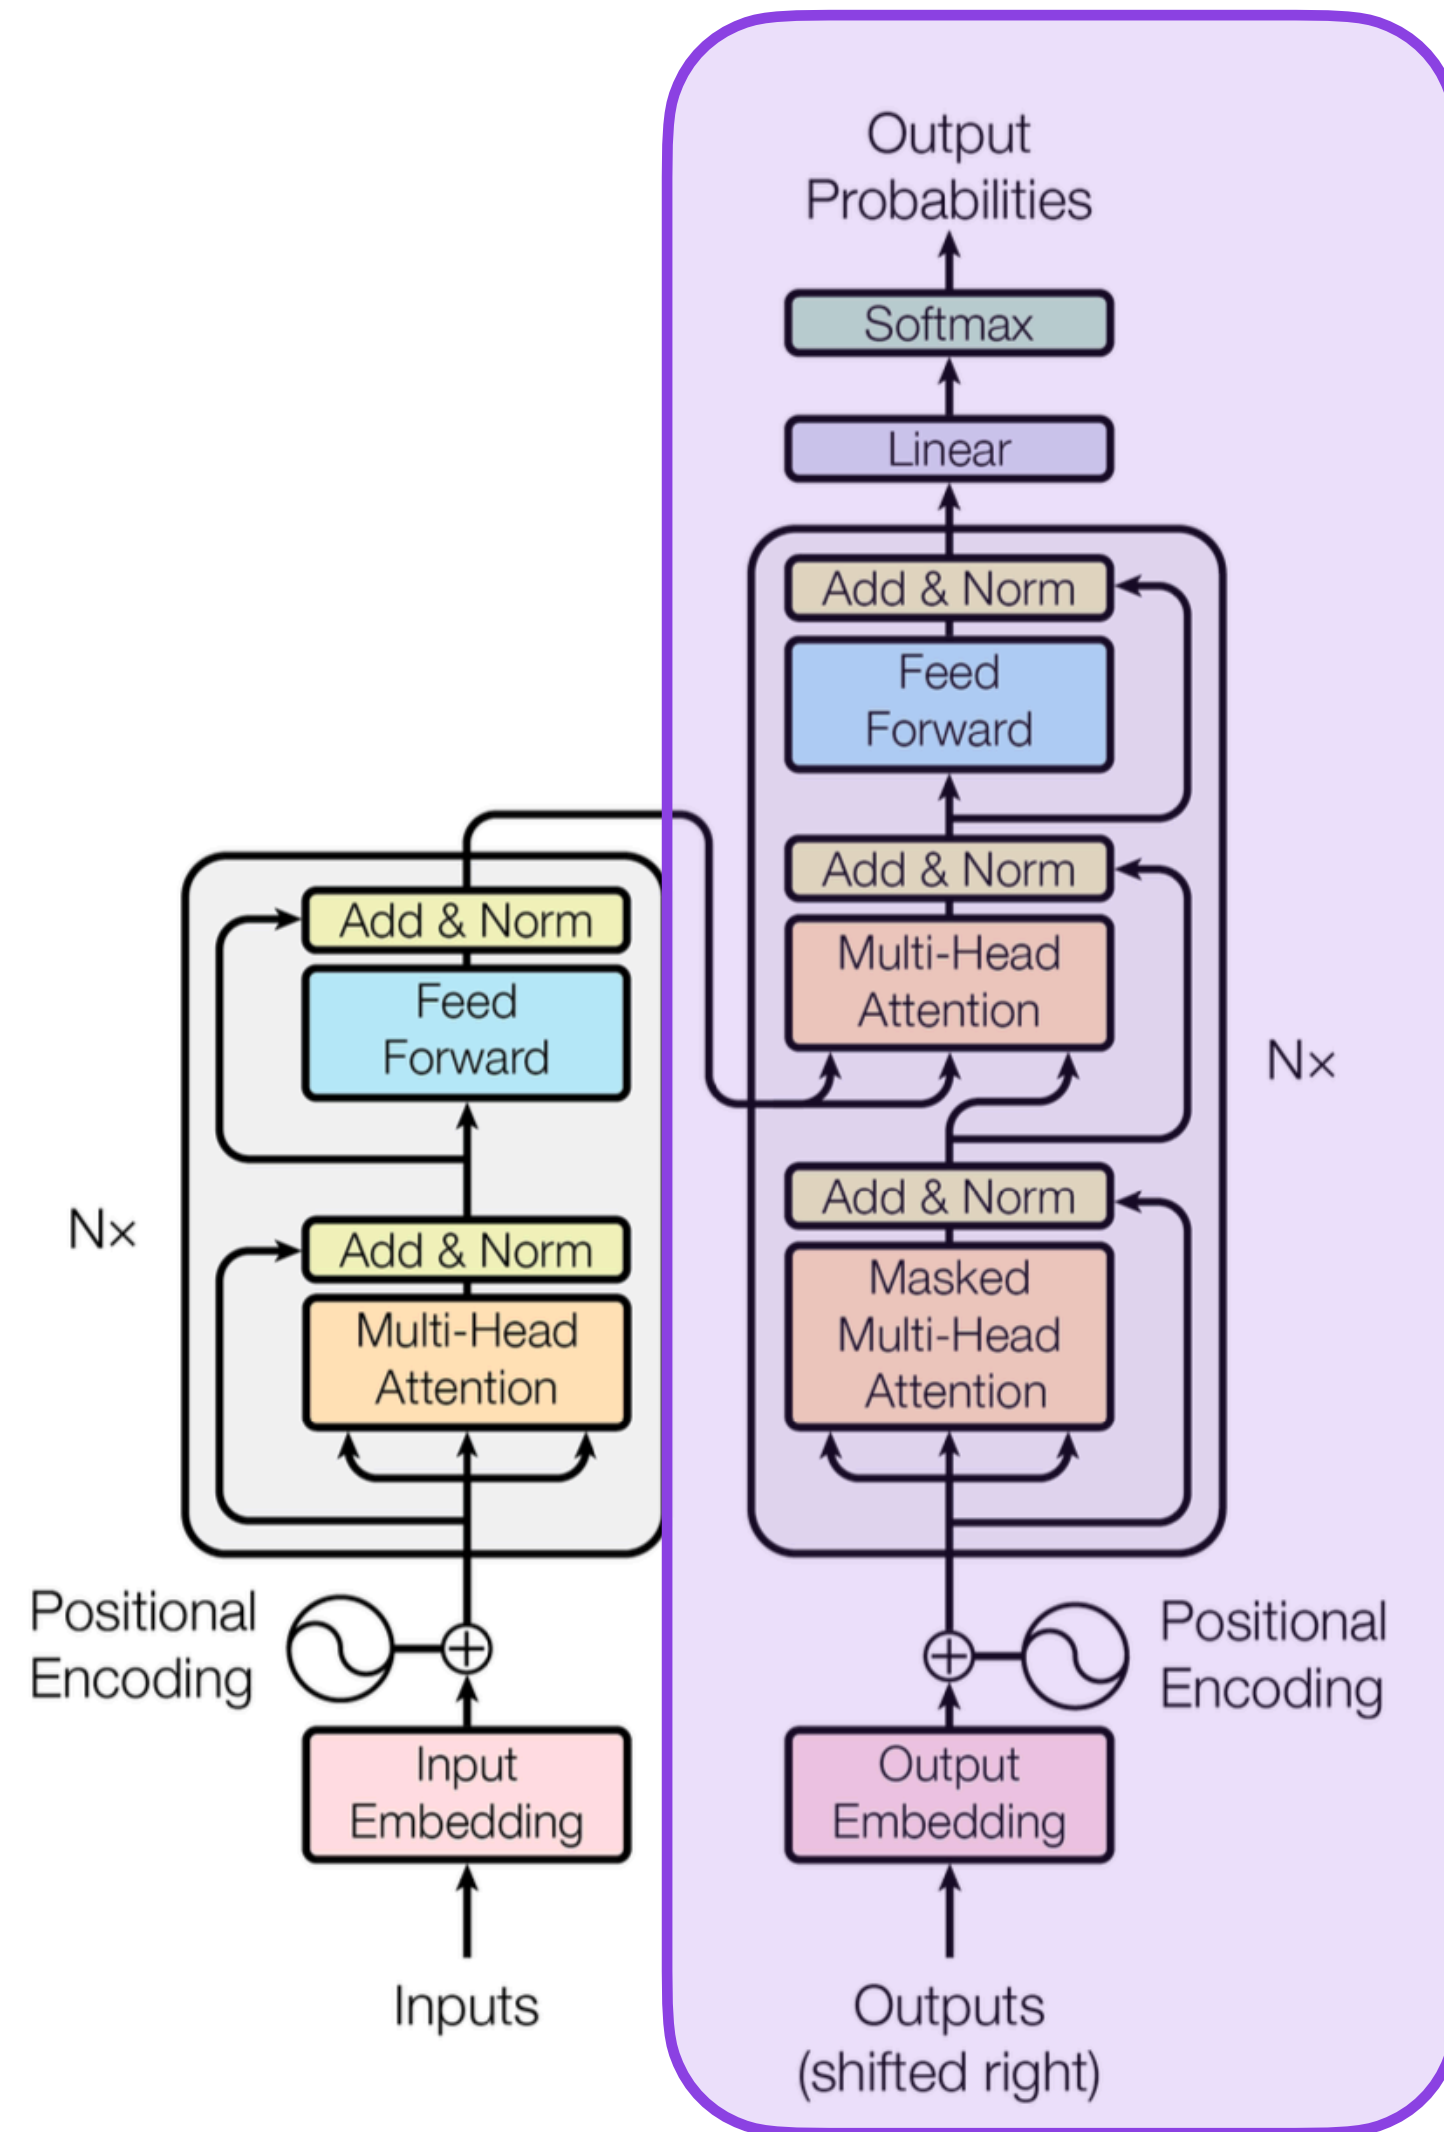 Output
Probabilities
Softmax
Linear
Add & Norm
Feed
Forward
Add & Norm
Multi-Head
Attention
Nx
Add & Norm
Masked
Multi-Head
Attention
Positional
Encoding
Output
Embedding
Outputs
(shifted right)
Add & Norm
Feed
Forward
Nx
Add & Norm
Multi-Head
Attention
Positional
Encoding
Input
Embedding
Inputs